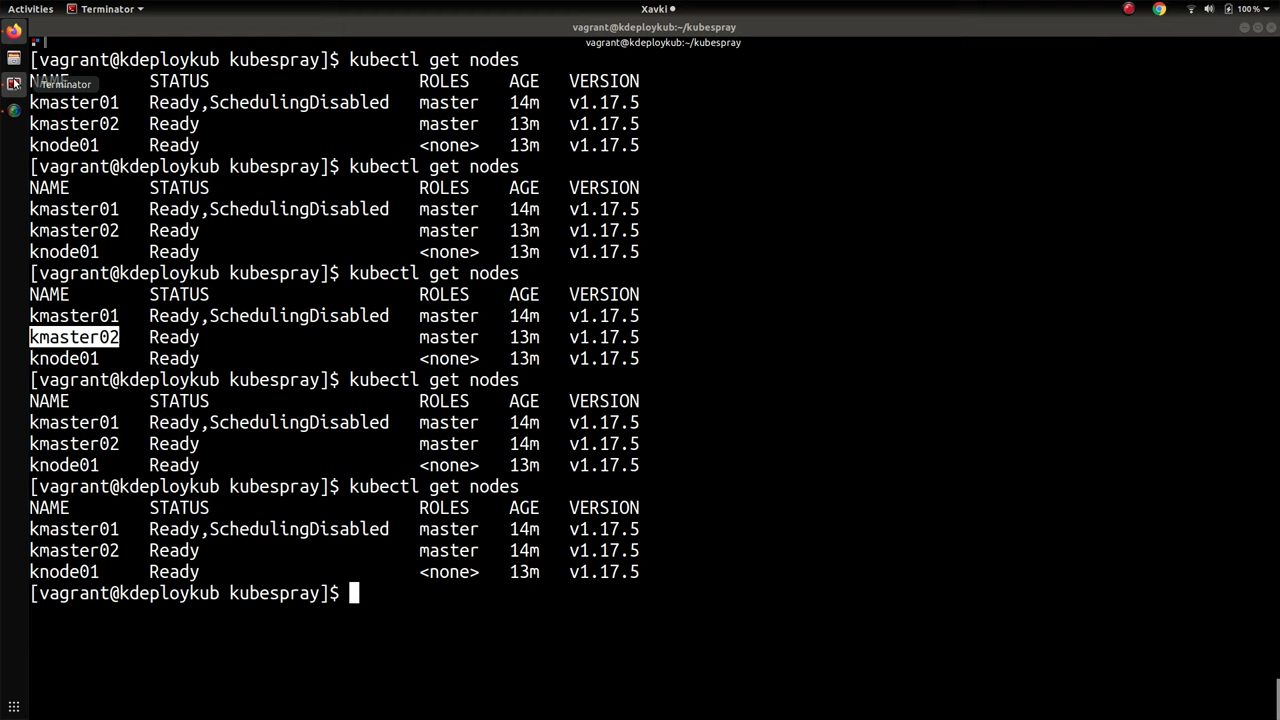 Activities Terminator Xavki 100 %
vagrant@kdeploykub:~/kubespray
vagrant@kdeploykub:~/kubespray
[vagrant@kdeploykub kubespray]$ kubectl get nodes
NAME STATUS ROLES AGE VERSION
Terminator
kmaster01 Ready,SchedulingDisabled master 14m v1.17.5
kmaster02 Ready master 13m v1.17.5
knode01 Ready <none> 13m v1.17.5
[vagrant@kdeploykub kubespray]$ kubectl get nodes
NAME STATUS ROLES AGE VERSION
kmaster01 Ready,SchedulingDisabled master 14m v1.17.5
kmaster02 Ready master 13m v1.17.5
knode01 Ready <none> 13m v1.17.5
[vagrant@kdeploykub kubespray]$ kubectl get nodes
NAME STATUS ROLES AGE VERSION
kmaster01 Ready,SchedulingDisabled master 14m v1.17.5
kmaster02 Ready master 13m v1.17.5
knode01 Ready <none> 13m v1.17.5
[vagrant@kdeploykub kubespray]$ kubectl get nodes
NAME STATUS ROLES AGE VERSION
kmaster01 Ready,SchedulingDisabled master 14m v1.17.5
kmaster02 Ready master 14m v1.17.5
knode01 Ready <none> 13m v1.17.5
[vagrant@kdeploykub kubespray]$ kubectl get nodes
NAME STATUS ROLES AGE VERSION
kmaster01 Ready,SchedulingDisabled master 14m v1.17.5
kmaster02 Ready master 14m v1.17.5
knode01 Ready <none> 13m v1.17.5
[vagrant@kdeploykub kubespray]$